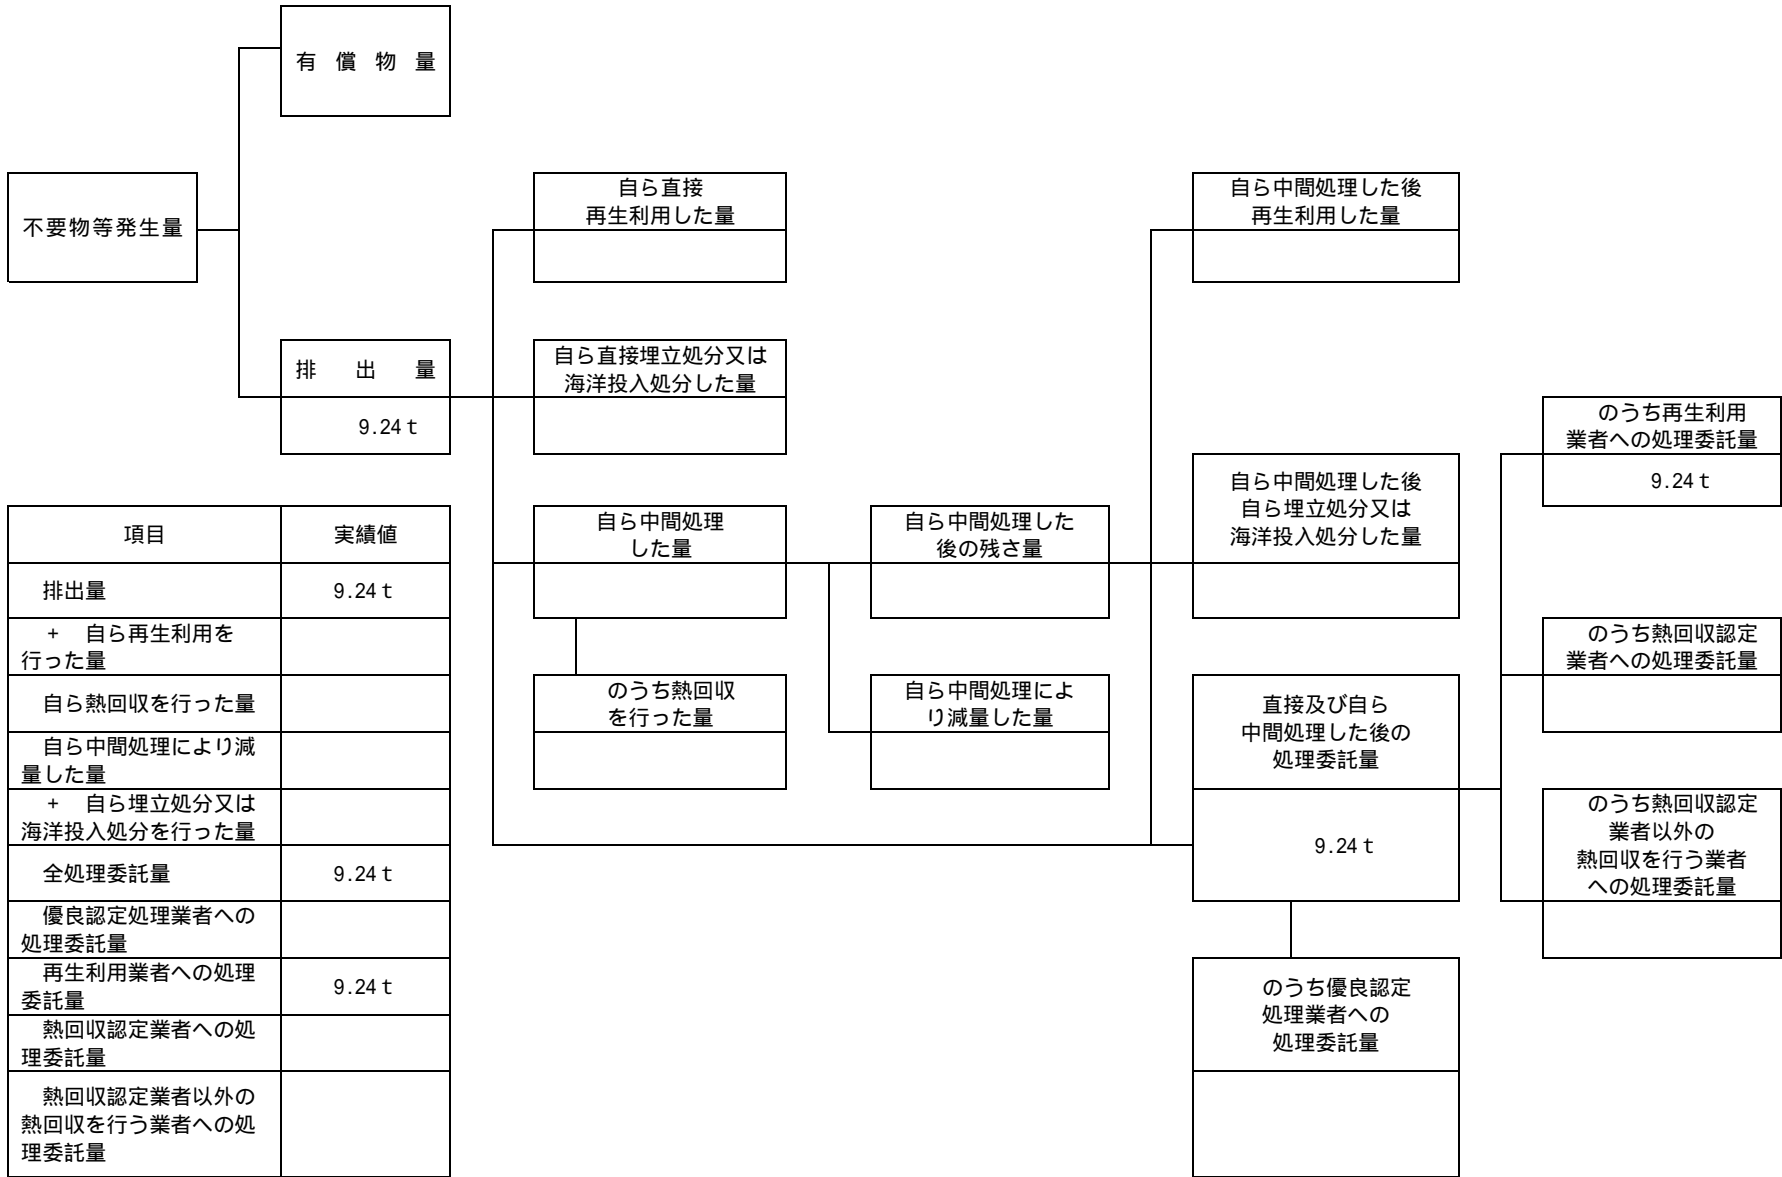 有 償 物 量
不要物等発生量
自ら直接
再生利用した量
自ら中間処理した後
再生利用した量
排 出 量
9.24 t
自ら直接埋立処分又は
海洋投入処分した量
のうち再生利用
業者への処理委託量
9.24 t
自ら中間処理
した量
自ら中間処理した
後の残さ量
自ら中間処理した後
自ら埋立処分又は
海洋投入処分した量
のうち熱回収認定
業者への処理委託量
のうち熱回収
を行った量
自ら中間処理によ
り減量した量
直接及び自ら
中間処理した後の
処理委託量
9.24 t
のうち熱回収認定
業者以外の
熱回収を行う業者
への処理委託量
のうち優良認定
処理業者への
処理委託量
項目 実績値
排出量 9.24 t
+ 自ら再生利用を
行った量
自ら熱回収を行った量
自ら中間処理により減
量した量
+ 自ら埋立処分又は
海洋投入処分を行った量
全処理委託量 9.24 t
優良認定処理業者への
処理委託量
再生利用業者への処理
委託量 9.24 t
熱回収認定業者への処
理委託量
熱回収認定業者以外の
熱回収を行う業者への処
理委託量